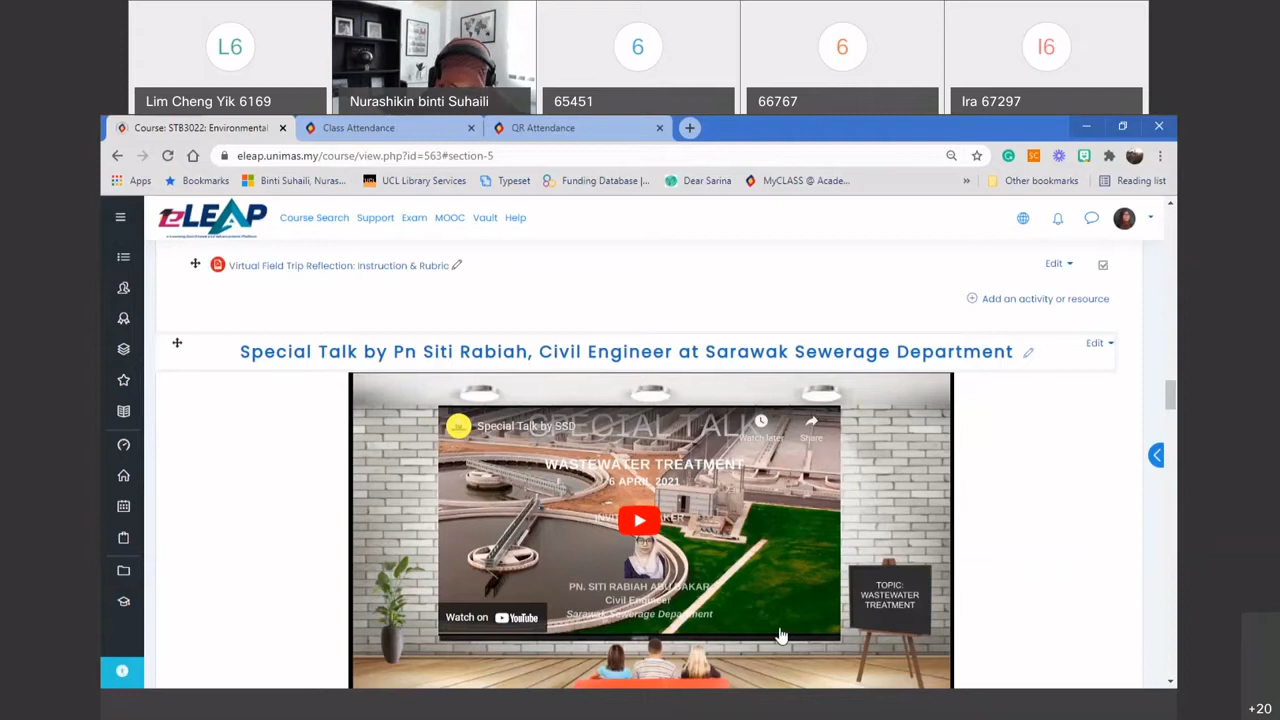 L6
6
6
I6
Lim Cheng Yik 6169
Nurashikin binti Suhaili
65451
66767
Ira 67297
Course: STB3022: Environmental
Class Attendance
QR Attendance
eleap.unimas.my/course/view.php?id=563#section-5
Apps
Bookmarks
Binti Suhaili, Nuras...
UCL Library Services
Typeset
Funding Database |...
Dear Sarina
MyCLASS @ Acade...
»
Other bookmarks
Reading list
eLEAP
Course Search
Support
Exam
MOOC
Vault
Help
Virtual Field Trip Reflection: Instruction & Rubric
Edit
Add an activity or resource
Special Talk by Pn Siti Rabiah, Civil Engineer at Sarawak Sewerage Department
Edit
Special Talk by SSD
SPECIAL TALK
Watch later
Share
WASTEWATER TREATMENT
6 APRIL 2021
PN. SITI RABIAH ABU BAKAR
Civil Engineer
Sarawak Sewerage Department
Watch on YouTube
TOPIC:
WASTEWATER
TREATMENT
+20